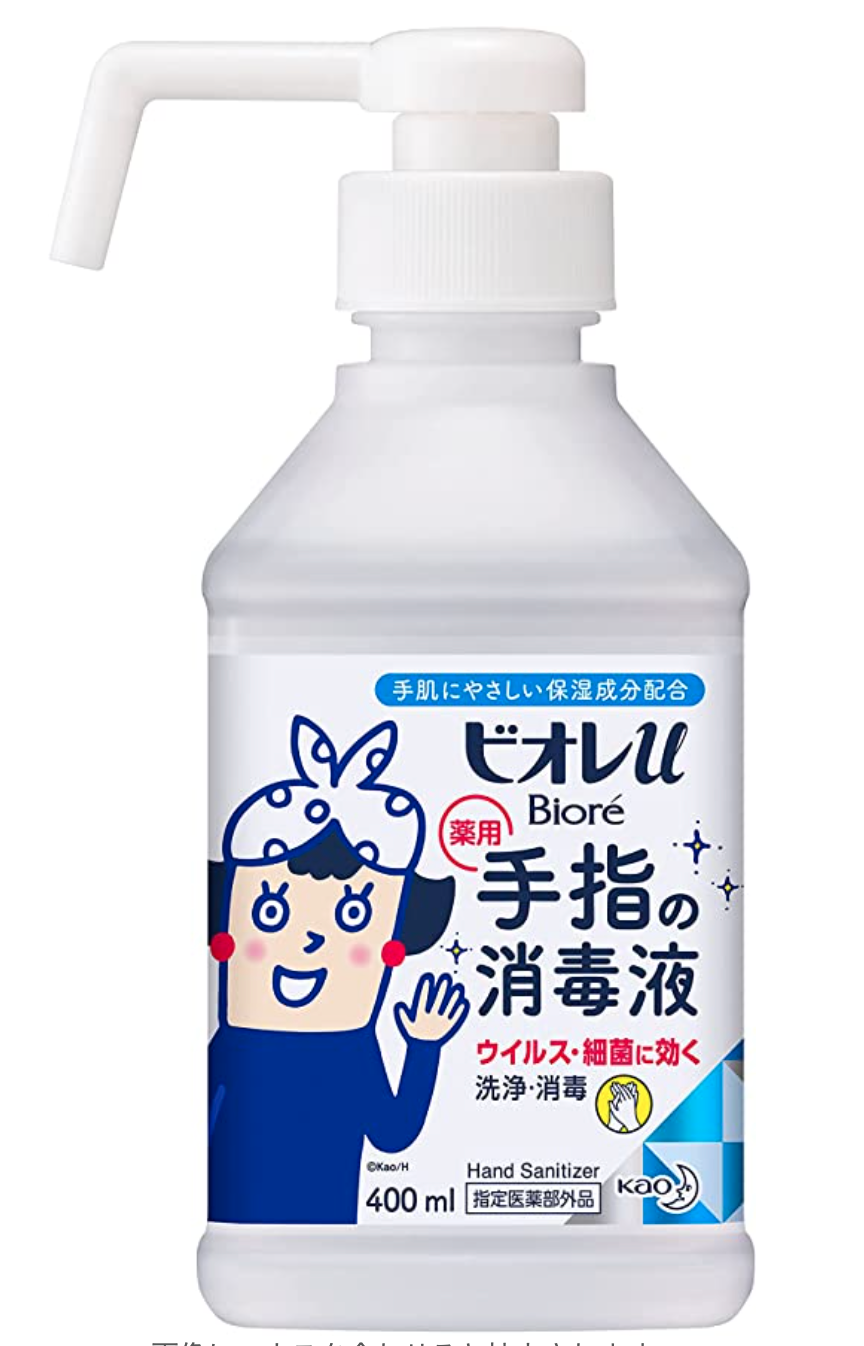 手肌にやさしい保湿成分配合
ビオレu
Bioré
薬用
手指の
消毒液
ウイルス・細菌に効く
洗浄・消毒
©Kao/H
Hand Sanitizer
400 ml
指定医薬部外品
Kao